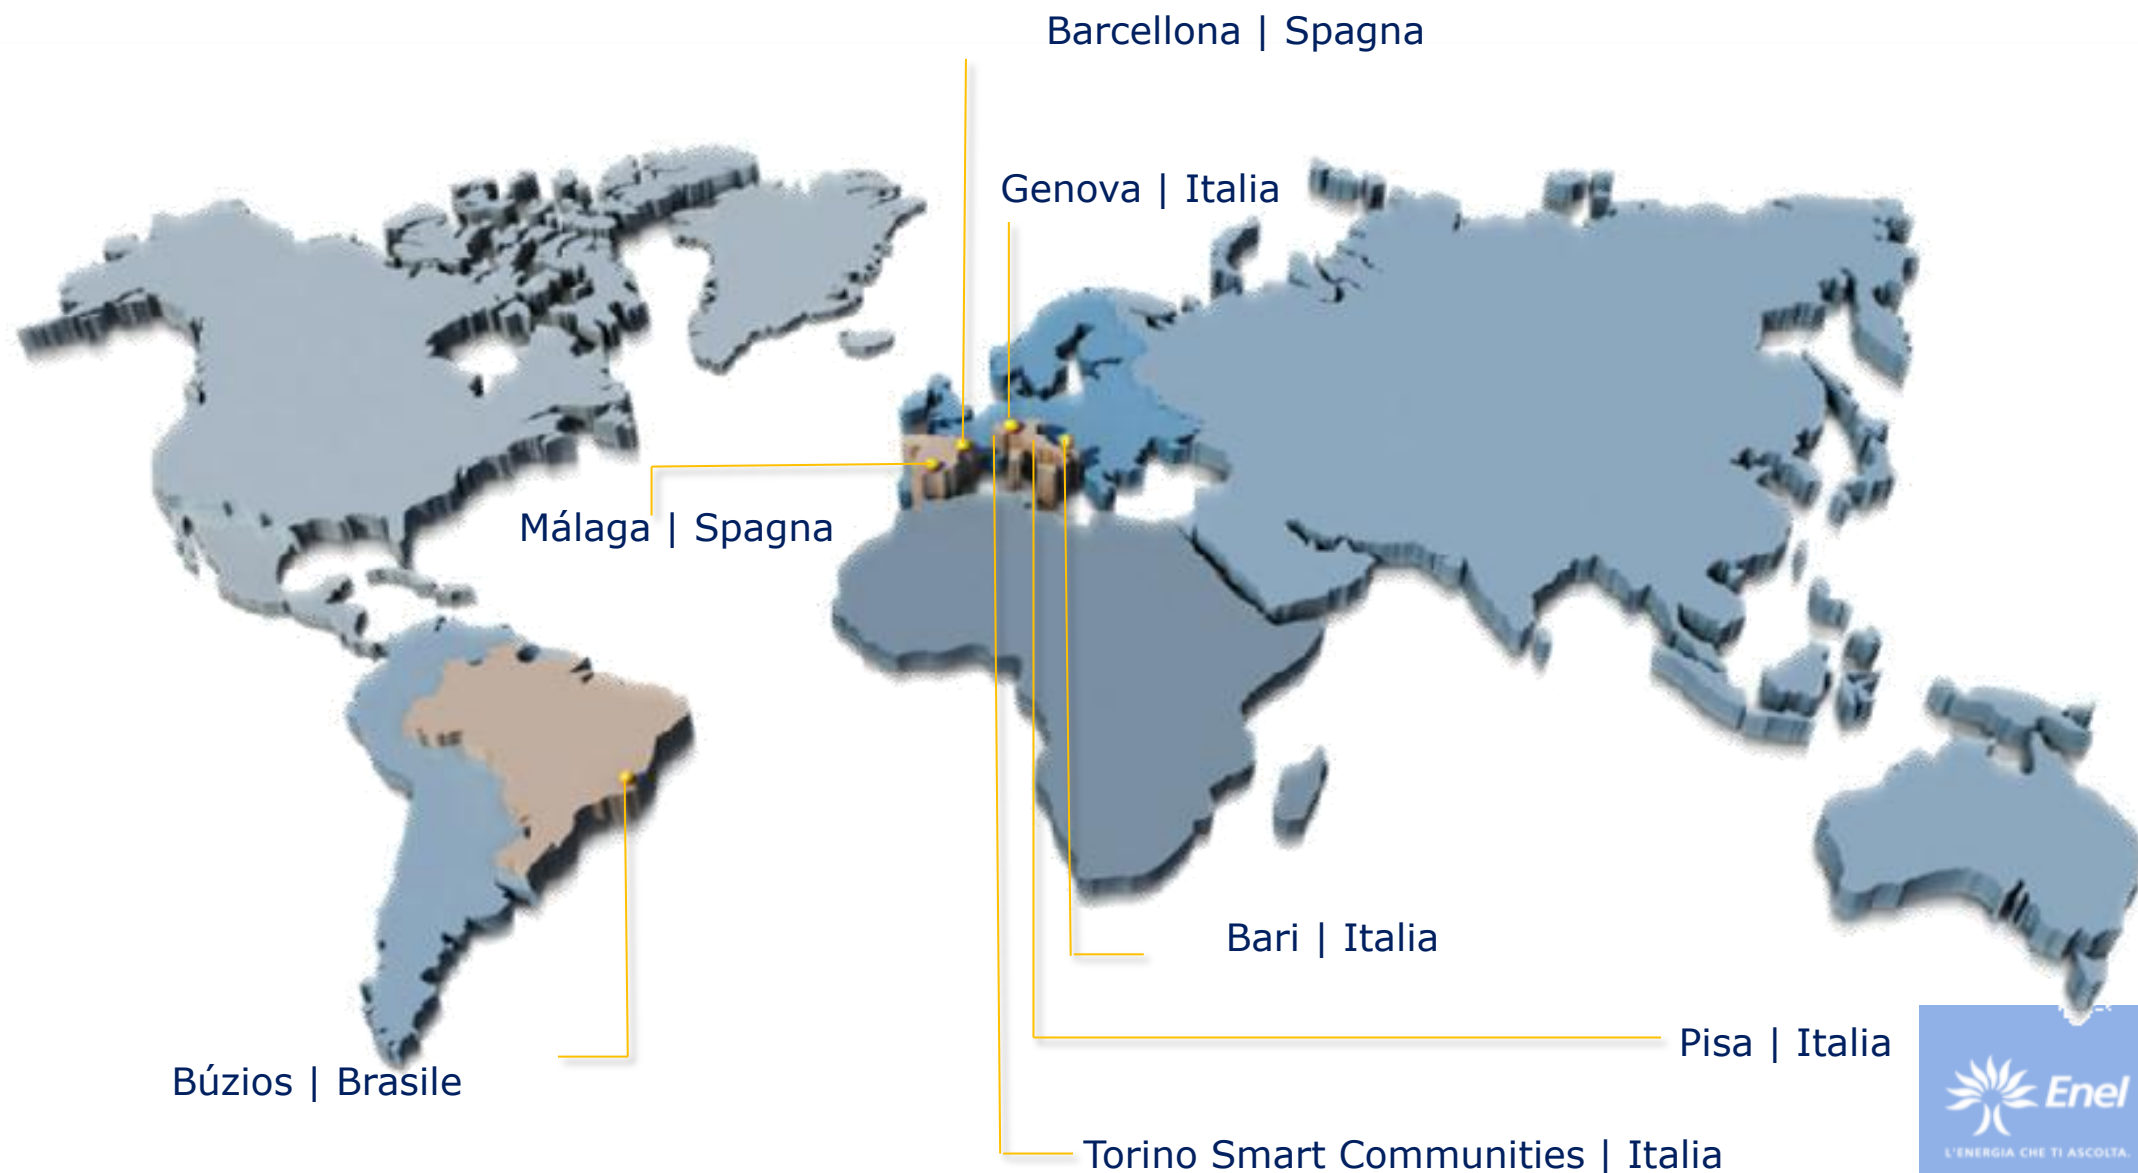 Barcellona | Spagna
Genova | Italia
Málaga | Spagna
Bari | Italia
Pisa | Italia
Búzios | Brasile
Enel
L'ENERGIA CHE TI ASCOLTA.
Torino Smart Communities | Italia